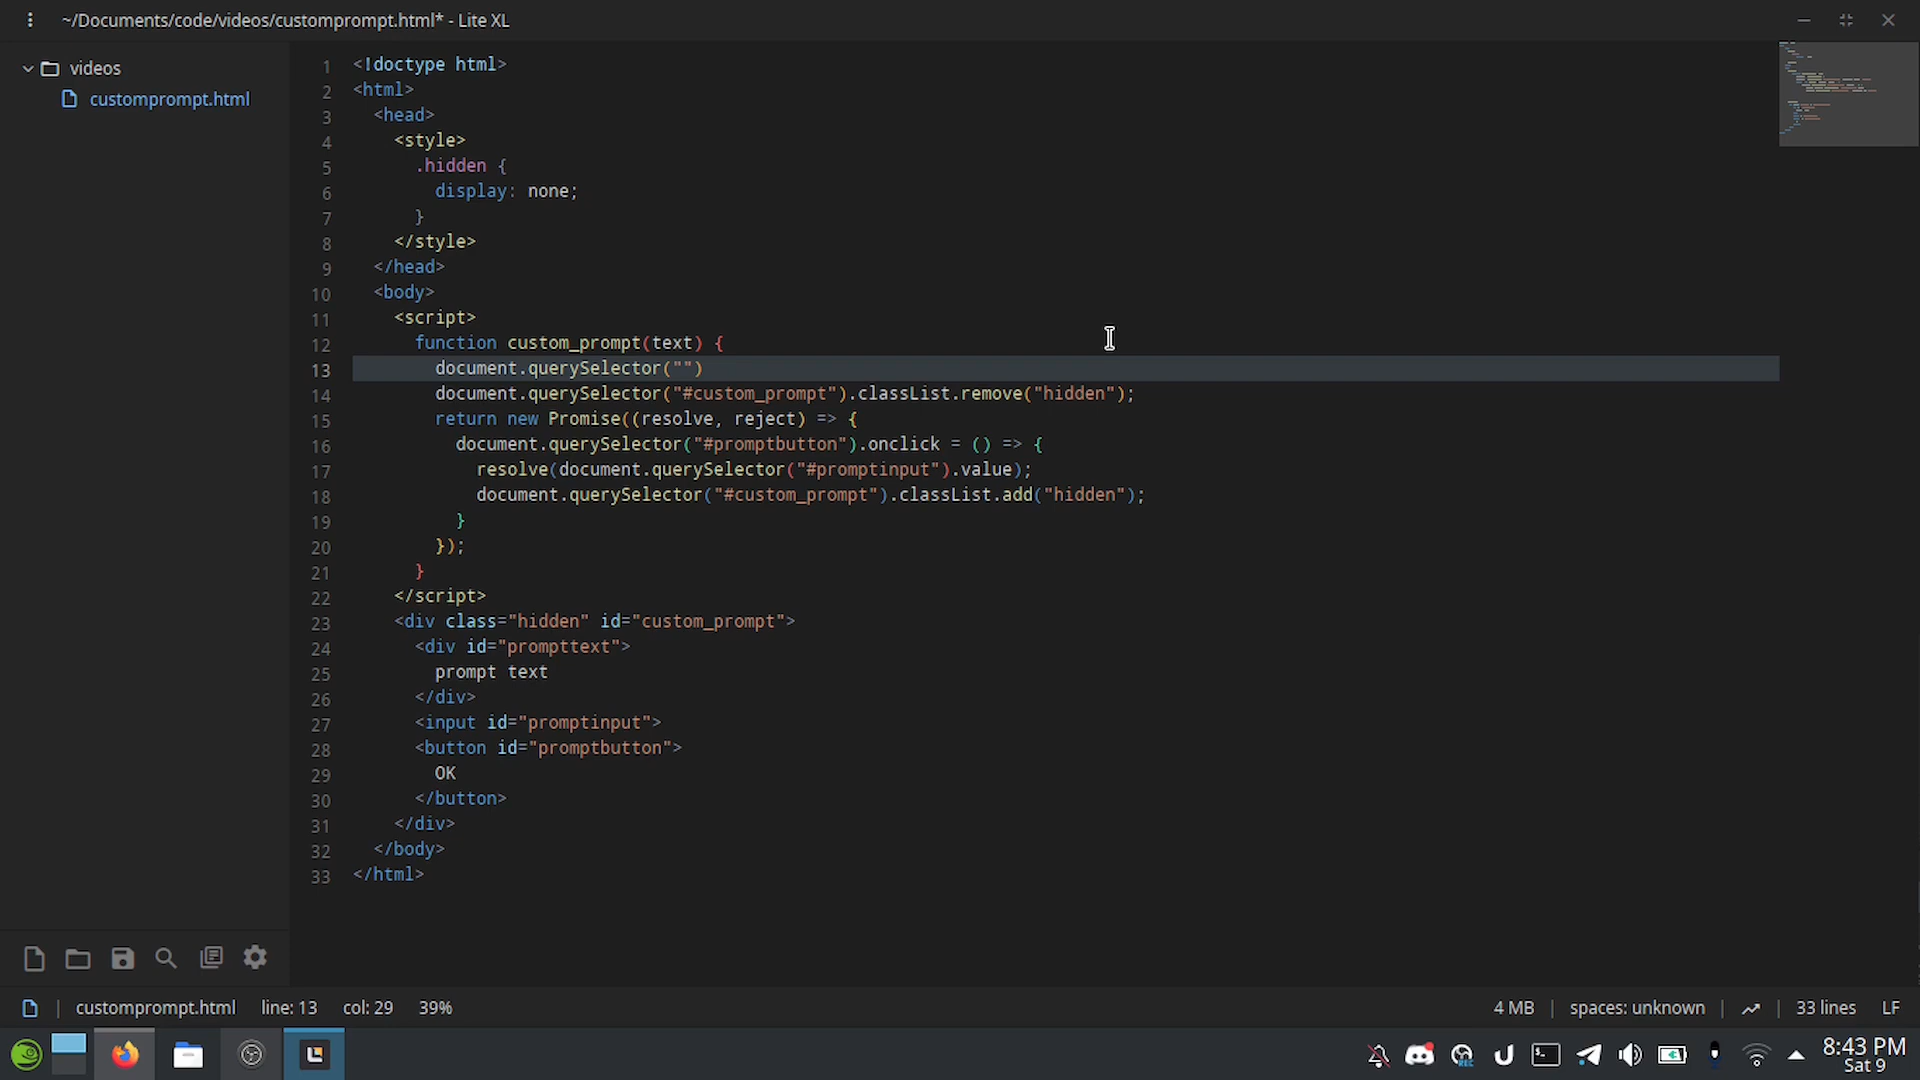 ~/Documents/code/videos/customprompt.html* - Lite XL
videos
customprompt.html
1 <!doctype html>
2 <html>
3 <head>
4 <style>
5 .hidden {
6 display: none;
7 }
8 </style>
9 </head>
10 <body>
11 <script>
12 function custom_prompt(text) {
13 document.querySelector("")
14 document.querySelector("#custom_prompt").classList.remove("hidden");
15 return new Promise((resolve, reject) => {
16 document.querySelector("#promptbutton").onclick = () => {
17 resolve(document.querySelector("#promptinput").value);
18 document.querySelector("#custom_prompt").classList.add("hidden");
19 }
20 });
21 }
22 </script>
23 <div class="hidden" id="custom_prompt">
24 <div id="prompttext">
25 prompt text
26 </div>
27 <input id="promptinput">
28 <button id="promptbutton">
29 OK
30 </button>
31 </div>
32 </body>
33 </html>
customprompt.html line: 13 col: 29 39% 4 MB spaces: unknown 33 lines LF
8:43 PM
Sat 9